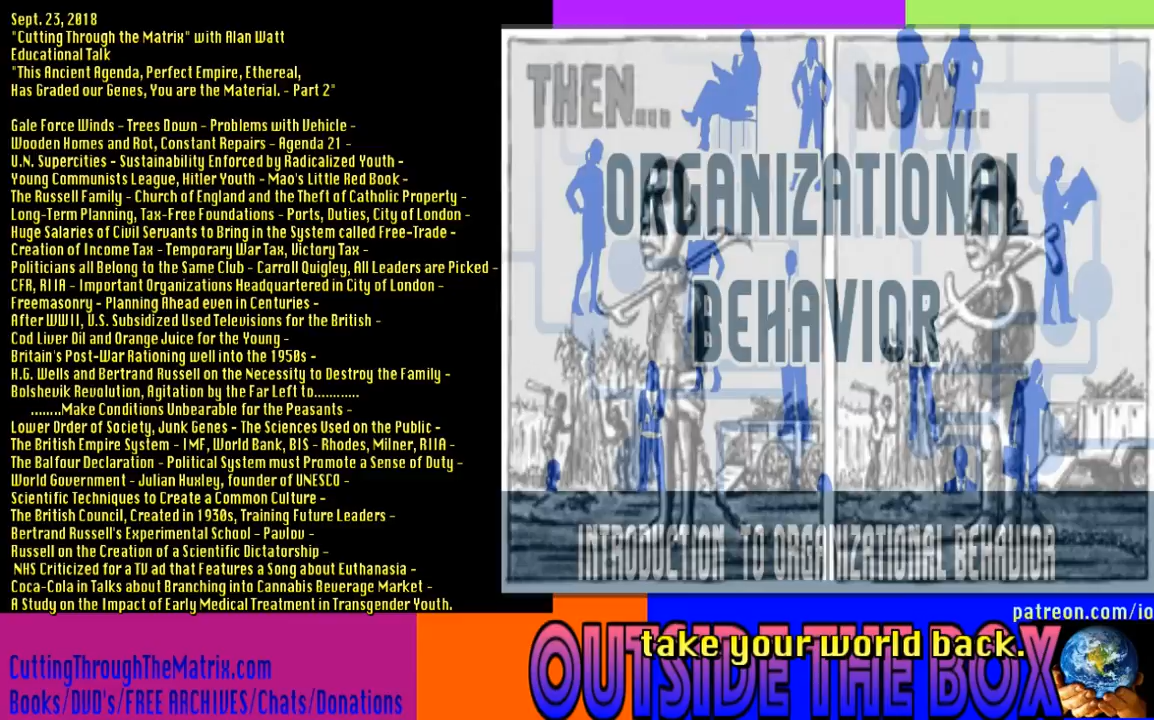 Sept. 23, 2018
"Cutting Through the Matrix" with Alan Watt
Educational Talk
"This Ancient Agenda, Perfect Empire, Ethereal,
Has Graded our Genes, You are the Material. - Part 2"
Gale Force Winds - Trees Down - Problems with Vehicle -
Wooden Homes and Rot, Constant Repairs - Agenda 21 -
U.N. Supercities - Sustainability Enforced by Radicalized Youth -
Young Communists League, Hitler Youth - Mao's Little Red Book -
The Russell Family - Church of England and the Theft of Catholic Property -
Long-Term Planning, Tax-Free Foundations - Ports, Duties, City of London -
Huge Salaries of Civil Servants to Bring in the System called Free-Trade -
Creation of Income Tax - Temporary War Tax, Victory Tax -
Politicians all Belong to the Same Club - Carroll Quigley, All Leaders are Picked -
CFR, RIIA - Important Organizations Headquartered in City of London -
Freemasonry - Planning Ahead even in Centuries -
After WWII, U.S. Subsidized Used Televisions for the British -
Cod Liver Oil and Orange Juice for the Young -
Britain's Post-War Rationing well into the 1950s -
H.G. Wells and Bertrand Russell on the Necessity to Destroy the Family -
Bolshevik Revolution, Agitation by the Far Left to............
........Make Conditions Unbearable for the Peasants -
Lower Order of Society, Junk Genes - The Sciences Used on the Public -
The British Empire System - IMF, World Bank, BIS - Rhodes, Milner, RIIA -
The Balfour Declaration - Political System must Promote a Sense of Duty -
World Government - Julian Huxley, founder of UNESCO -
Scientific Techniques to Create a Common Culture -
The British Council, Created in 1930s, Training Future Leaders -
Bertrand Russell's Experimental School - Pavlov -
Russell on the Creation of a Scientific Dictatorship -
NHS Criticized for a TV ad that Features a Song about Euthanasia -
Coca-Cola in Talks about Branching into Cannabis Beverage Market -
A Study on the Impact of Early Medical Treatment in Transgender Youth.
CuttingThroughTheMatrix.com
Books/DVD's/FREE ARCHIVES/Chats/Donations
THEN...
NOW...
ORGANIZATIONAL
BEHAVIOR
INTRODUCTION TO ORGANIZATIONAL BEHAVIOR
patreon.com/io
take your world back.
OUTSIDE THE BOX